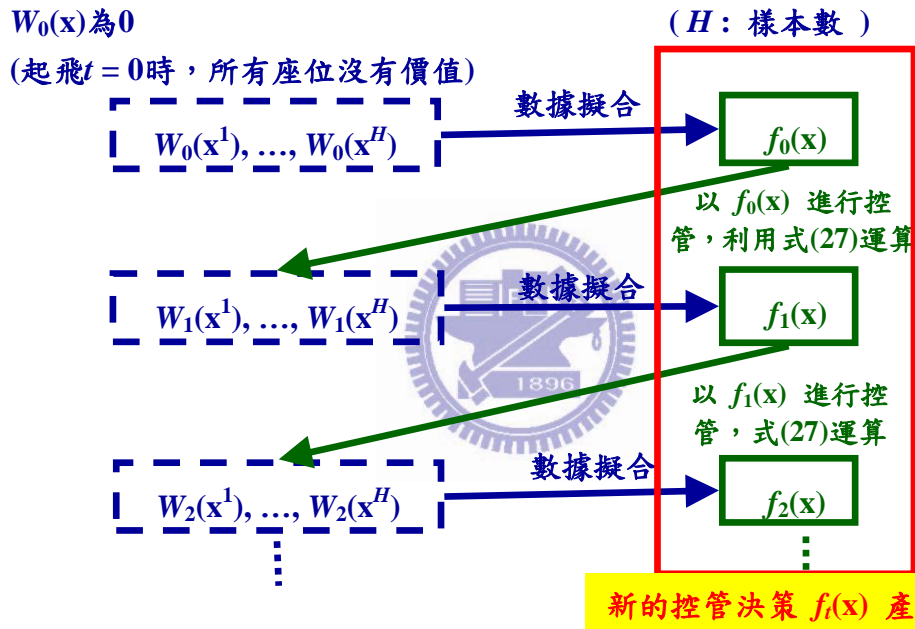 W₀(x)為0
( H : 樣本數 )
(起飛t = 0時，所有座位沒有價值)
數據擬合
W₀(x¹), …, W₀(xᴴ)
f₀(x)
以 f₀(x) 進行控
管，利用式(27)運算
數據擬合
W₁(x¹), …, W₁(xᴴ)
f₁(x)
1896
以 f₁(x) 進行控
管，式(27)運算
數據擬合
W₂(x¹), …, W₂(xᴴ)
f₂(x)
新的控管決策 fₜ(x) 產